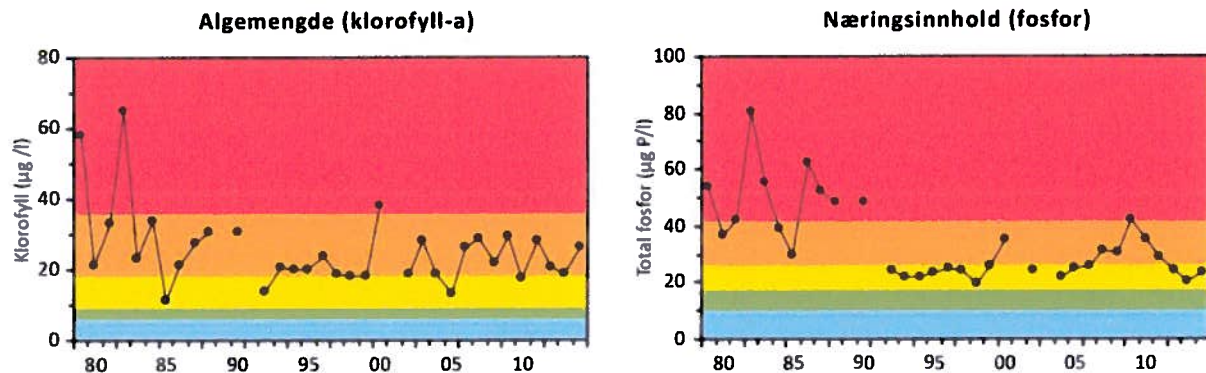 Algemengde (klorofyll-a)
80
60
40
20
0
Klorofyll (µg /l)
80 85 90 95 00 05 10
Næringsinnhold (fosfor)
100
80
60
40
20
0
Total fosfor (µg P/l)
80 85 90 95 00 05 10